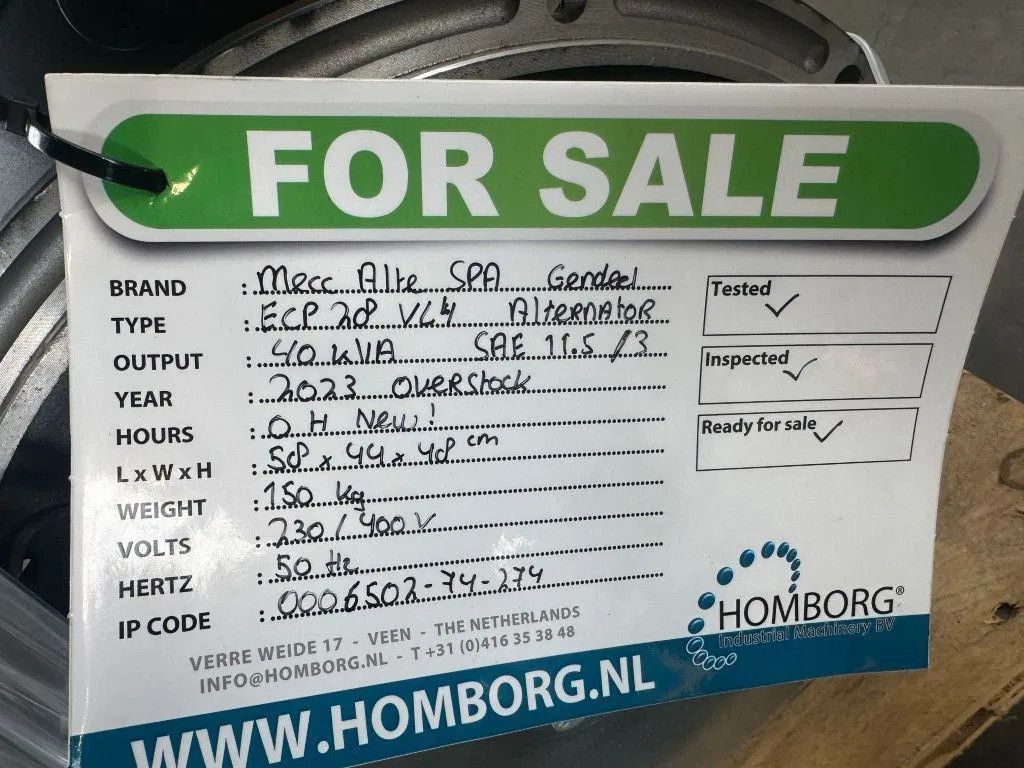 FOR SALE
BRAND : Mecc Alte SPA Gendeel
TYPE : ECP 28 VL4 Alternator
OUTPUT : 40 kVA SAE 11.5 / 3
YEAR : 2023 Overstock
HOURS : 0 H New!
L x W x H : 58 x 44 x 48 cm
WEIGHT : 150 kg
VOLTS : 230 / 400 V
HERTZ : 50 Hz
IP CODE : 0006502-74-274
Tested ✓
Inspected ✓
Ready for sale ✓
VERRE WEIDE 17 - VEEN - THE NETHERLANDS
INFO@HOMBORG.NL - T +31 (0)416 35 38 48
HOMBORG®
Industrial Machinery BV
WWW.HOMBORG.NL